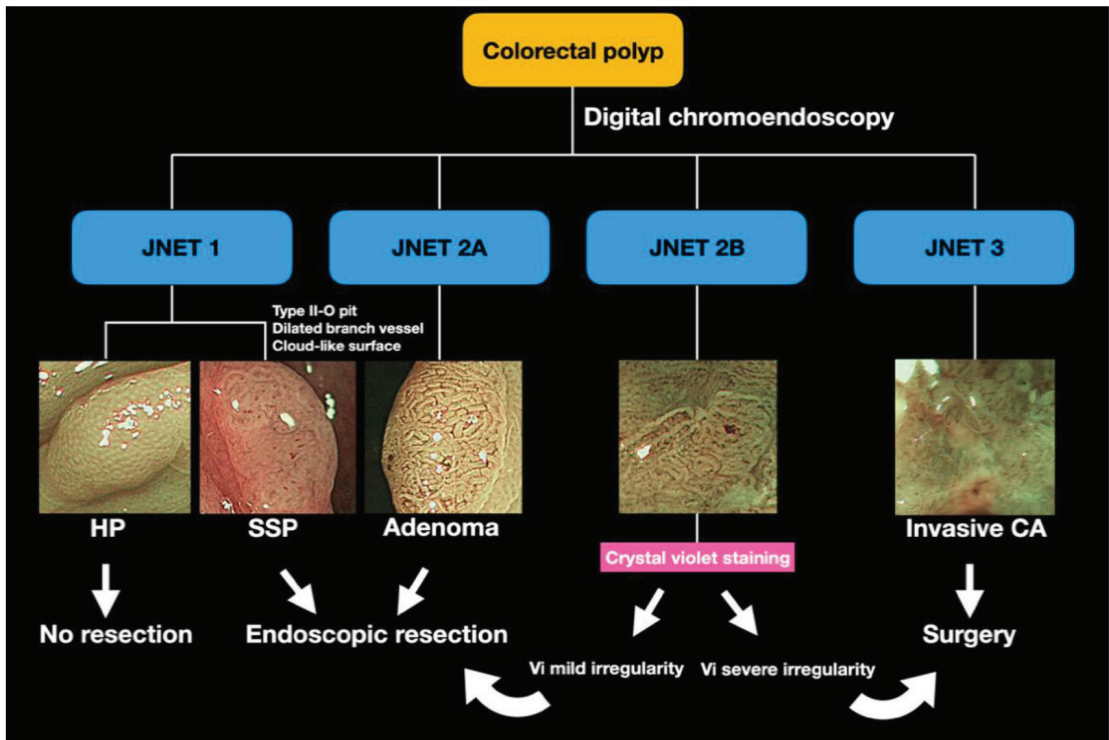 Colorectal polyp
Digital chromoendoscopy
JNET 1
JNET 2A
JNET 2B
JNET 3
Type II-O pit
Dilated branch vessel
Cloud-like surface
HP
SSP
Adenoma
Invasive CA
Crystal violet staining
No resection
Endoscopic resection
Surgery
Vi mild irregularity
Vi severe irregularity